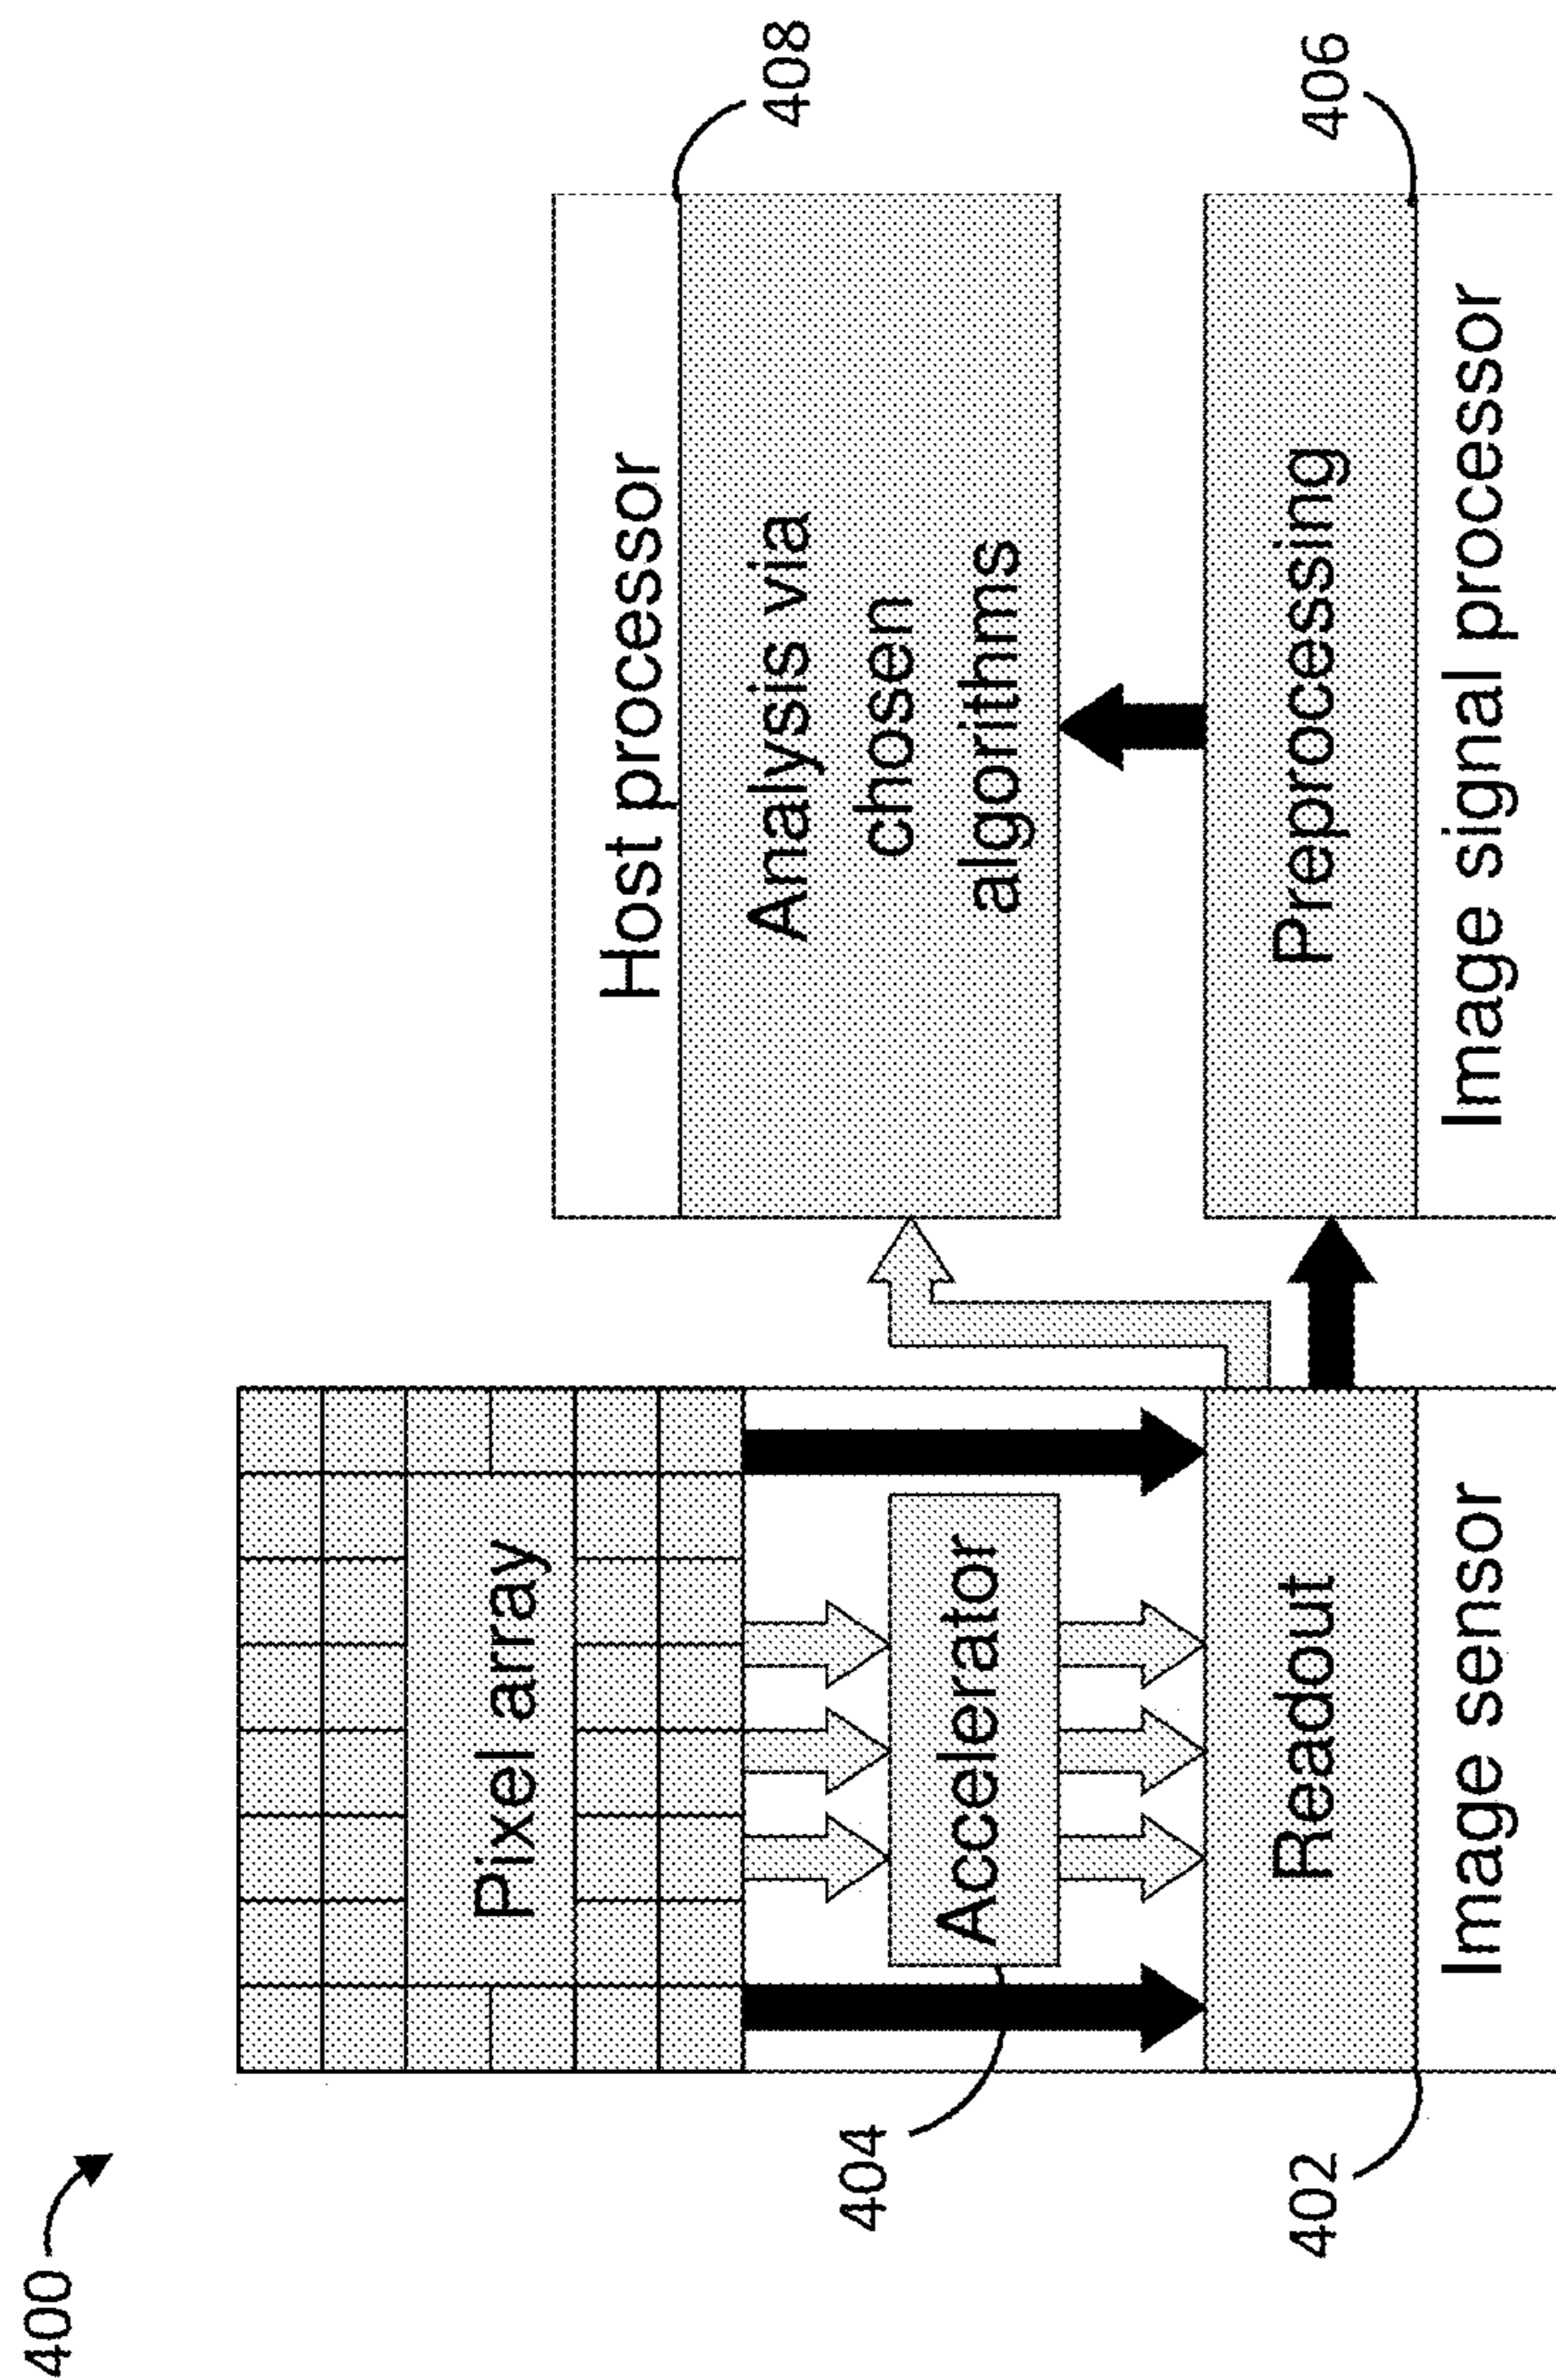 400
Pixel array
Accelerator
404
Readout
402
Image sensor
Host processor
408
Analysis via
chosen
algorithms
Preprocessing
406
Image signal processor